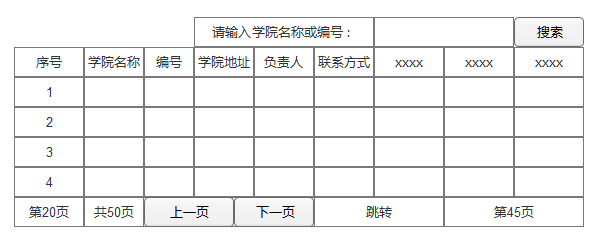 请输入学院名称或编号： 搜索
序号 学院名称 编号 学院地址 负责人 联系方式 xxxx xxxx xxxx
1
2
3
4
第20页 共50页 上一页 下一页 跳转 第45页